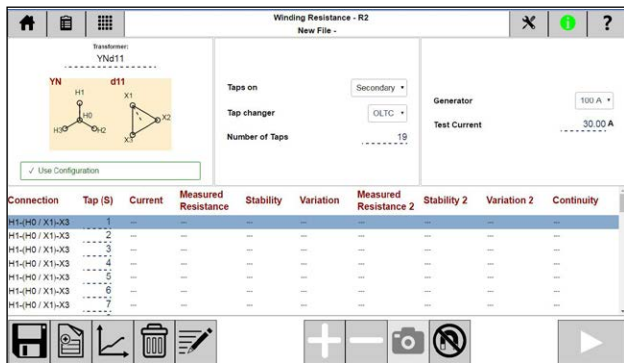 Winding Resistance - R2
New File -
?
Transformer:
YNd11
YN d11
H1
X1
H0
X2
H3 H2
X3
✓ Use Configuration
Taps on Secondary
Tap changer OLTC
Number of Taps 19
Generator 100 A
Test Current 30.00 A
Connection Tap (S) Current Measured Resistance Stability Variation Measured Resistance 2 Stability 2 Variation 2 Continuity
H1-(H0 / X1)-X3 1 --- --- --- --- --- --- --- ---
H1-(H0 / X1)-X3 2 --- --- --- --- --- --- --- ---
H1-(H0 / X1)-X3 3 --- --- --- --- --- --- --- ---
H1-(H0 / X1)-X3 4 --- --- --- --- --- --- --- ---
H1-(H0 / X1)-X3 5 --- --- --- --- --- --- --- ---
H1-(H0 / X1)-X3 6 --- --- --- --- --- --- --- ---
H1-(H0 / X1)-X3 7 --- --- --- --- --- --- --- ---